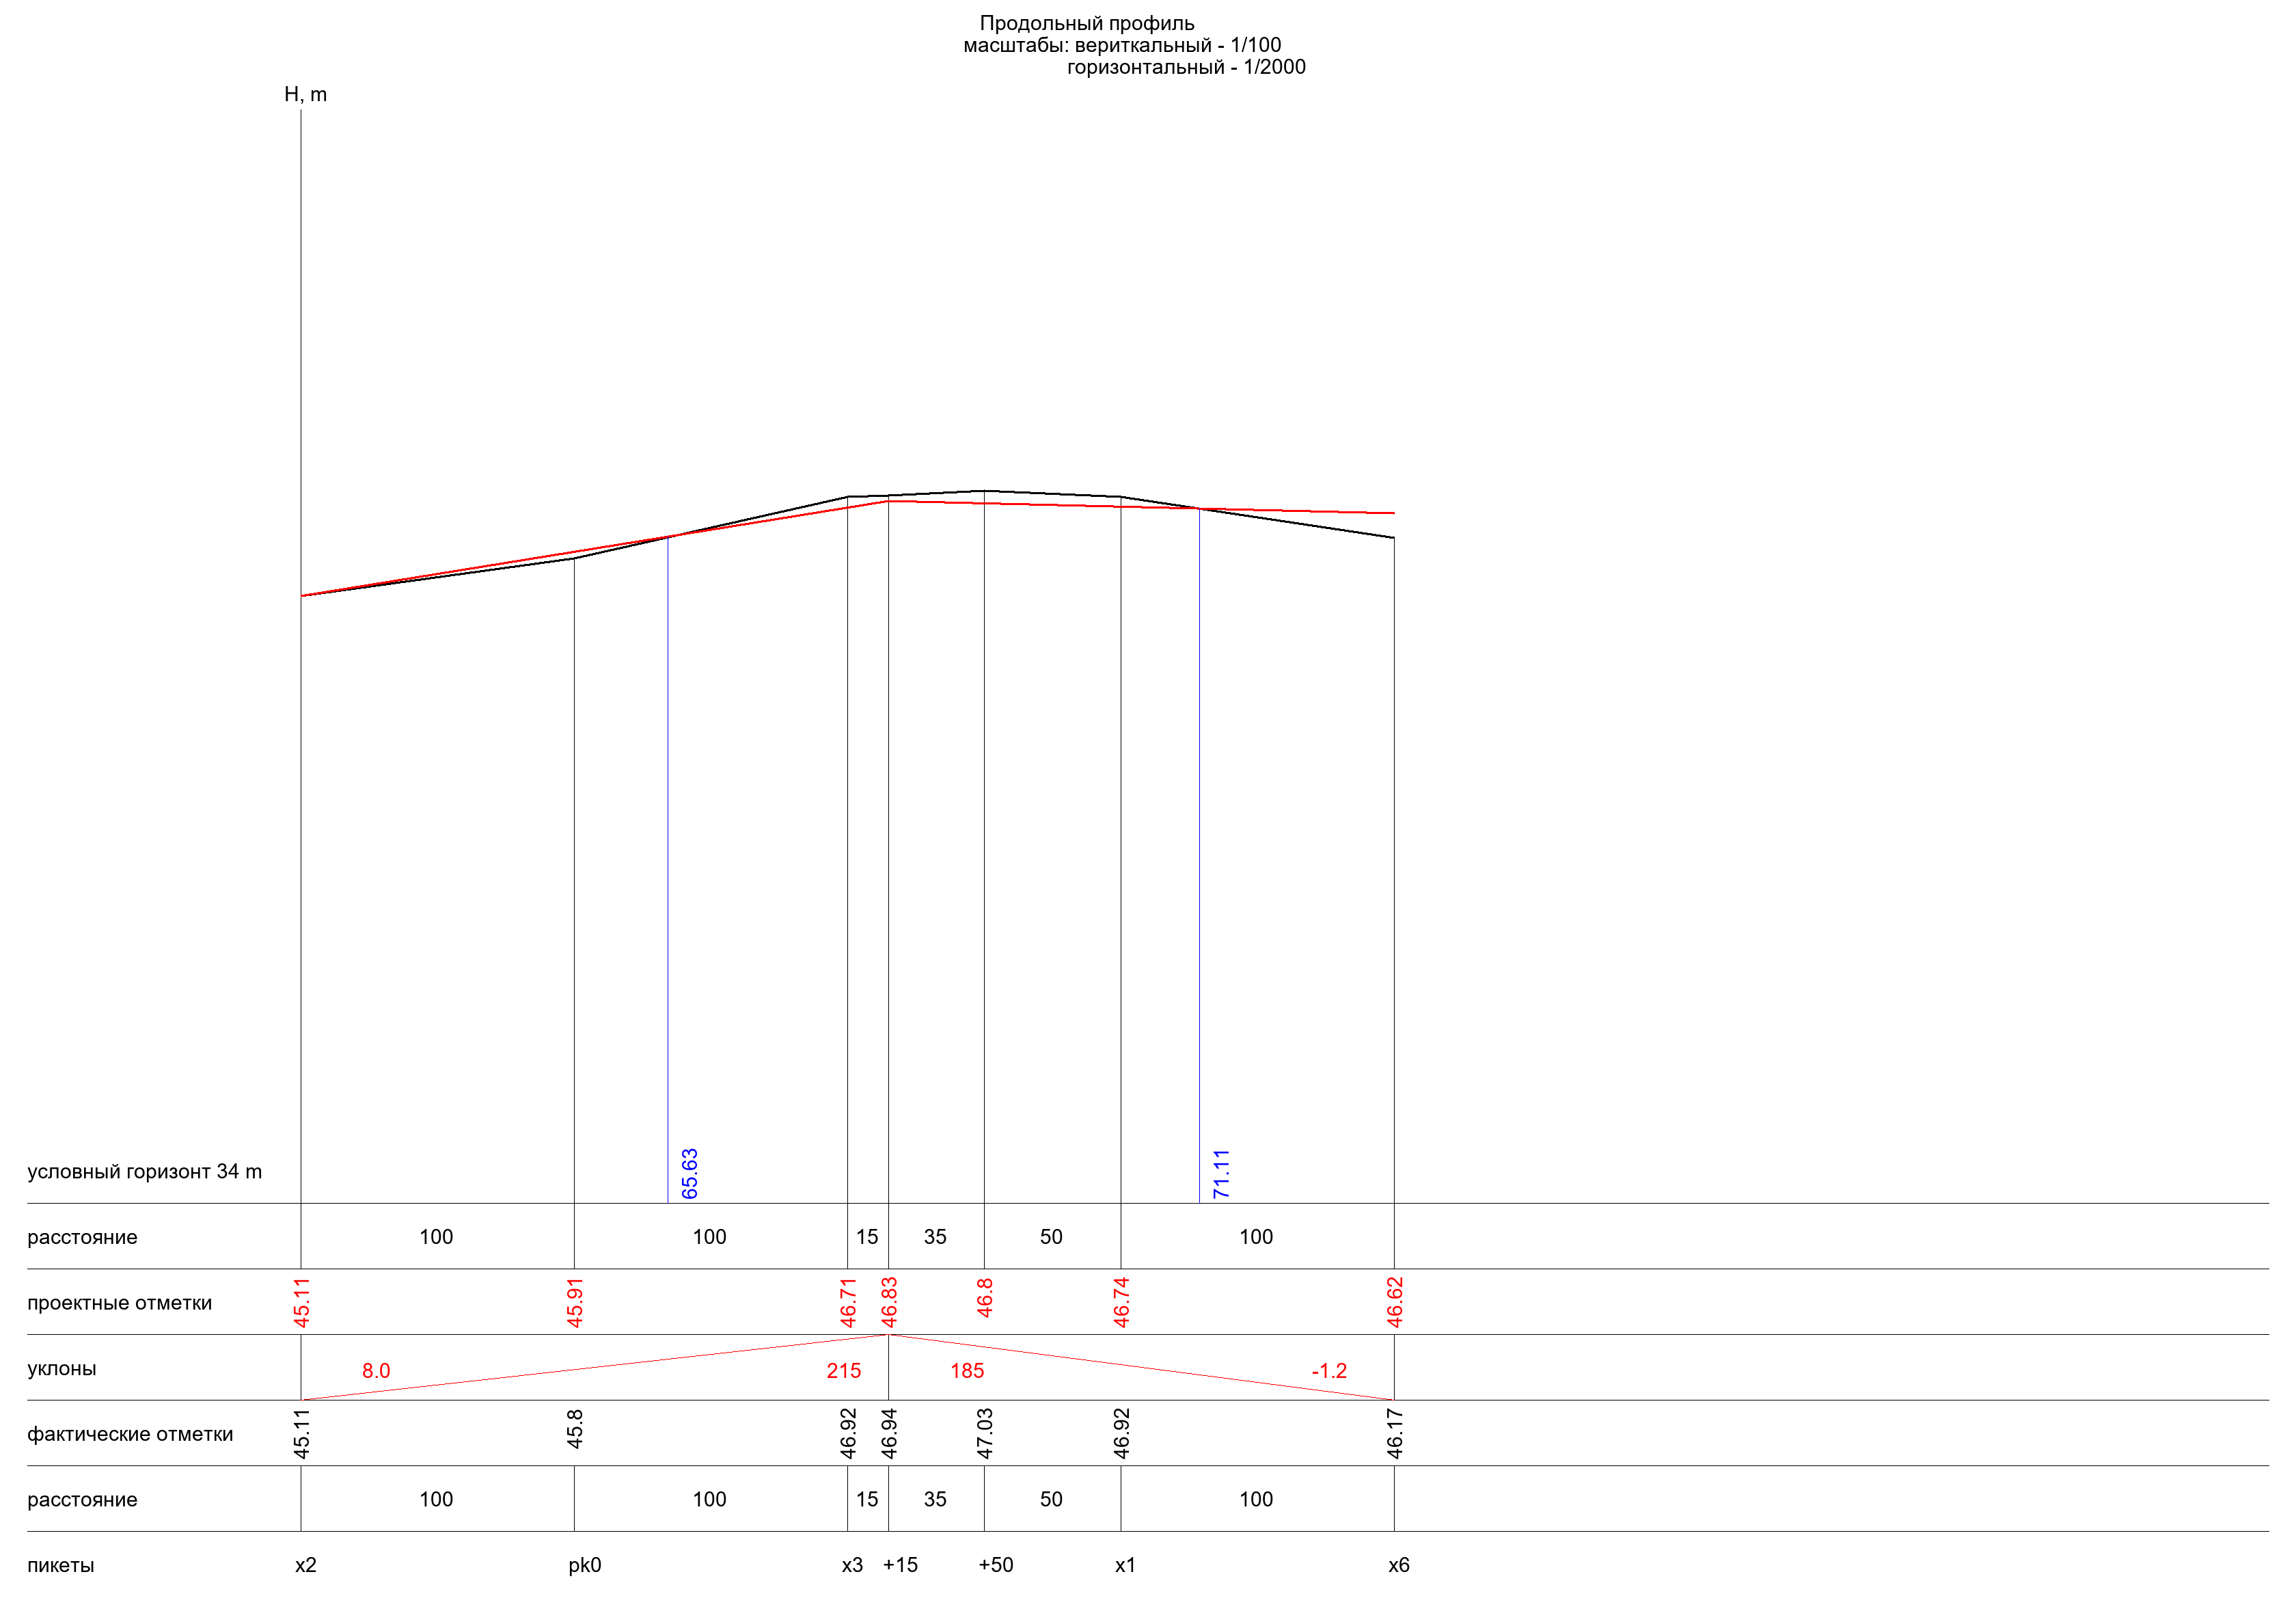 Продольный профиль
масштабы: вериткальный - 1/100
горизонтальный - 1/2000
H, m
условный горизонт 34 m
65.63
71.11
расстояние 100 100 15 35 50 100
проектные отметки 45.11 45.91 46.71 46.83 46.8 46.74 46.62
уклоны 8.0 215 185 -1.2
фактические отметки 45.11 45.8 46.92 46.94 47.03 46.92 46.17
расстояние 100 100 15 35 50 100
пикеты x2 pk0 x3 +15 +50 x1 x6